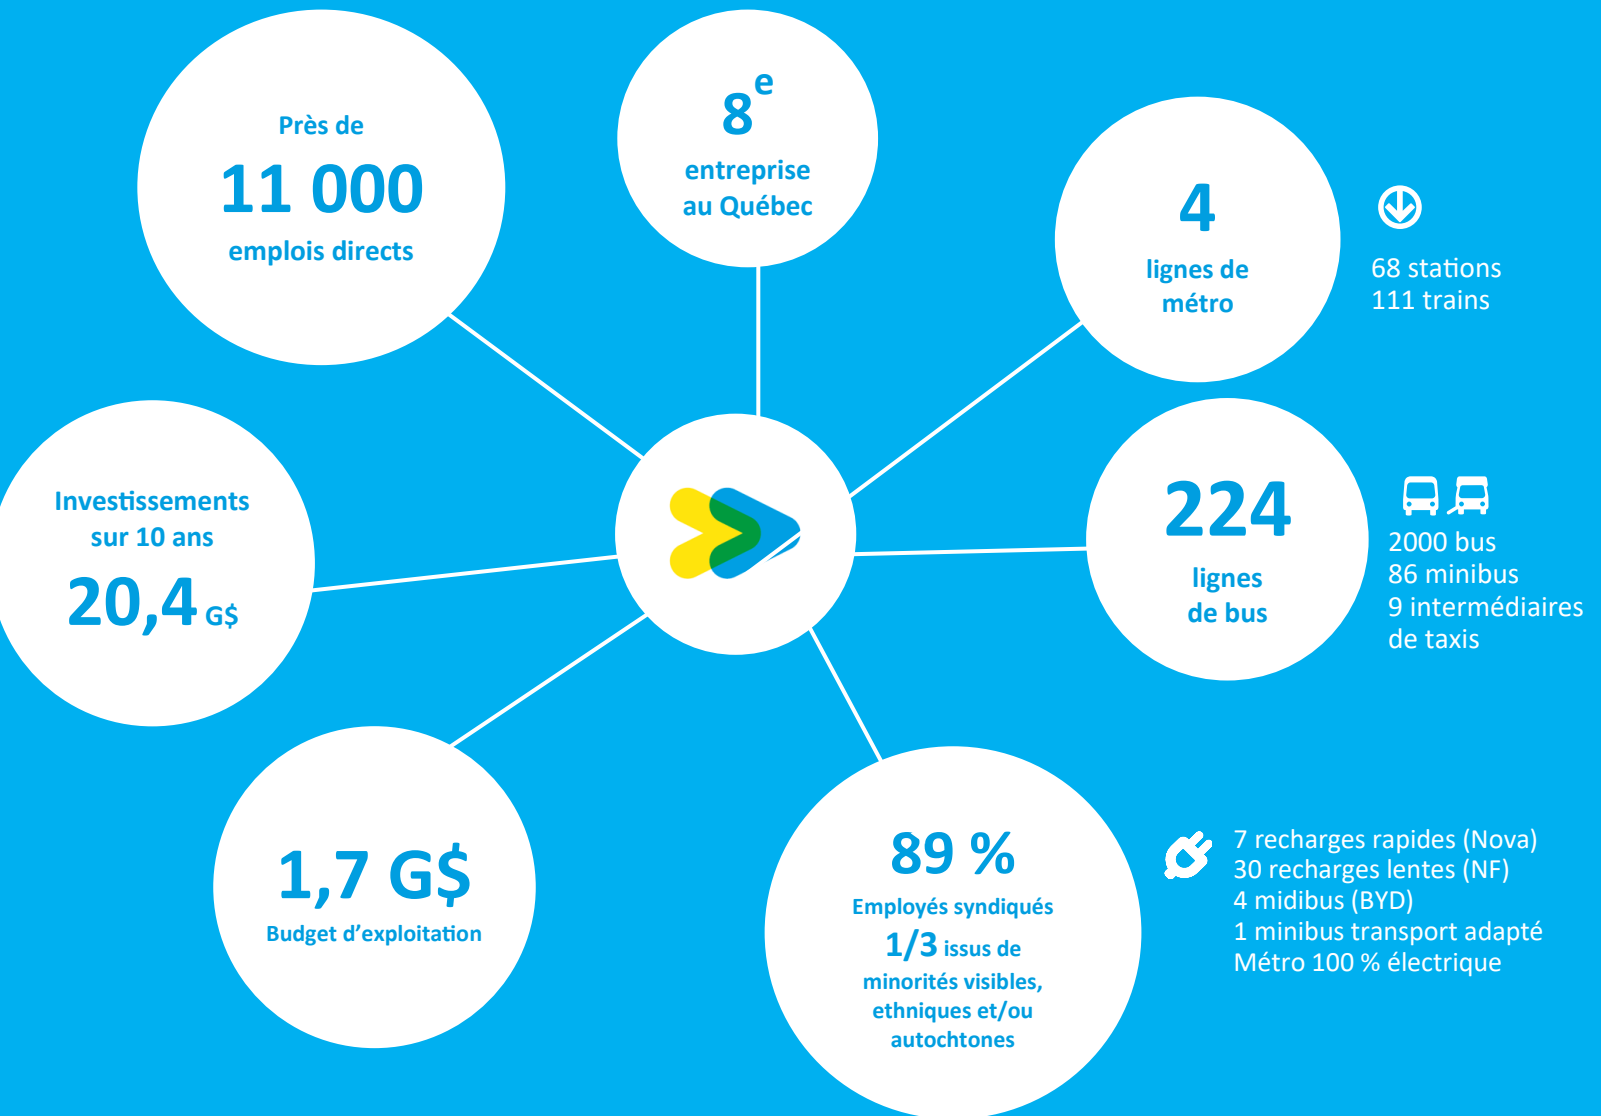 Près de
11 000
emplois directs
8e
entreprise
au Québec
4
lignes de
métro
68 stations
111 trains
Investissements
sur 10 ans
20,4 G$
224
lignes
de bus
2000 bus
86 minibus
9 intermédiaires
de taxis
1,7 G$
Budget d’exploitation
89 %
Employés syndiqués
1/3 issus de
minorités visibles,
ethniques et/ou
autochtones
7 recharges rapides (Nova)
30 recharges lentes (NF)
4 midibus (BYD)
1 minibus transport adapté
Métro 100 % électrique